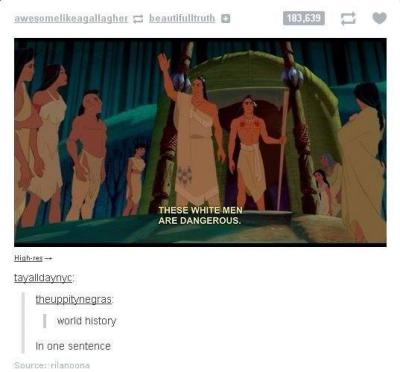 awesomelikeagallagher beautifulltruth
183,639
THESE WHITE MEN
ARE DANGEROUS.
High-res →
tayalldaynyc:
theuppitynegras:
world history
In one sentence
Source: rilanoona